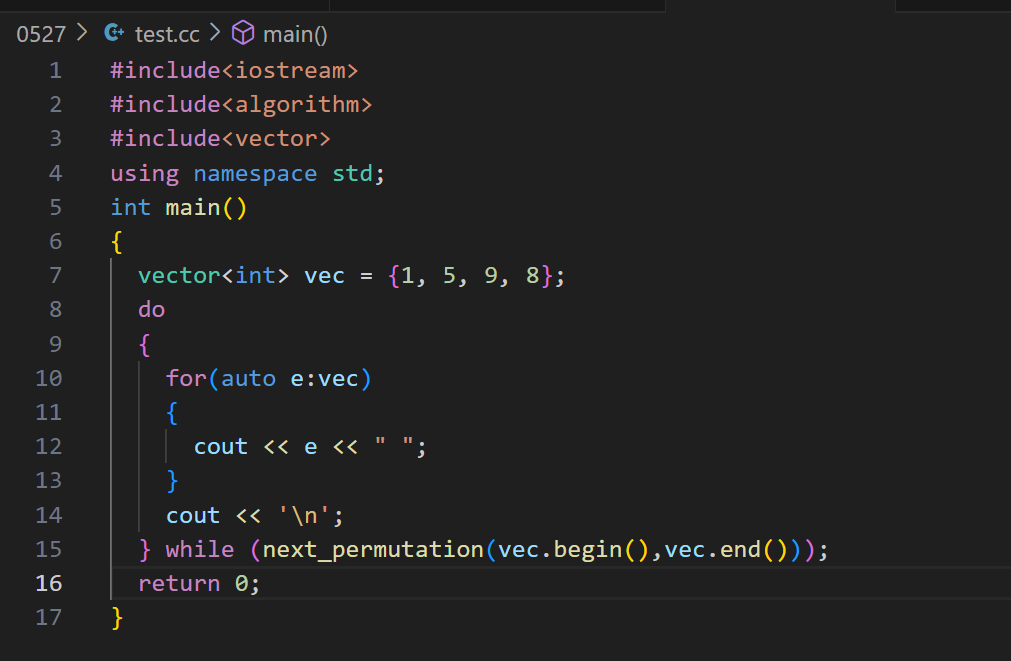 0527 > test.cc > main()
1 #include<iostream>
2 #include<algorithm>
3 #include<vector>
4 using namespace std;
5 int main()
6 {
7   vector<int> vec = {1, 5, 9, 8};
8   do
9   {
10     for(auto e:vec)
11     {
12       cout << e << " ";
13     }
14     cout << '\n';
15   } while (next_permutation(vec.begin(),vec.end()));
16   return 0;
17 }